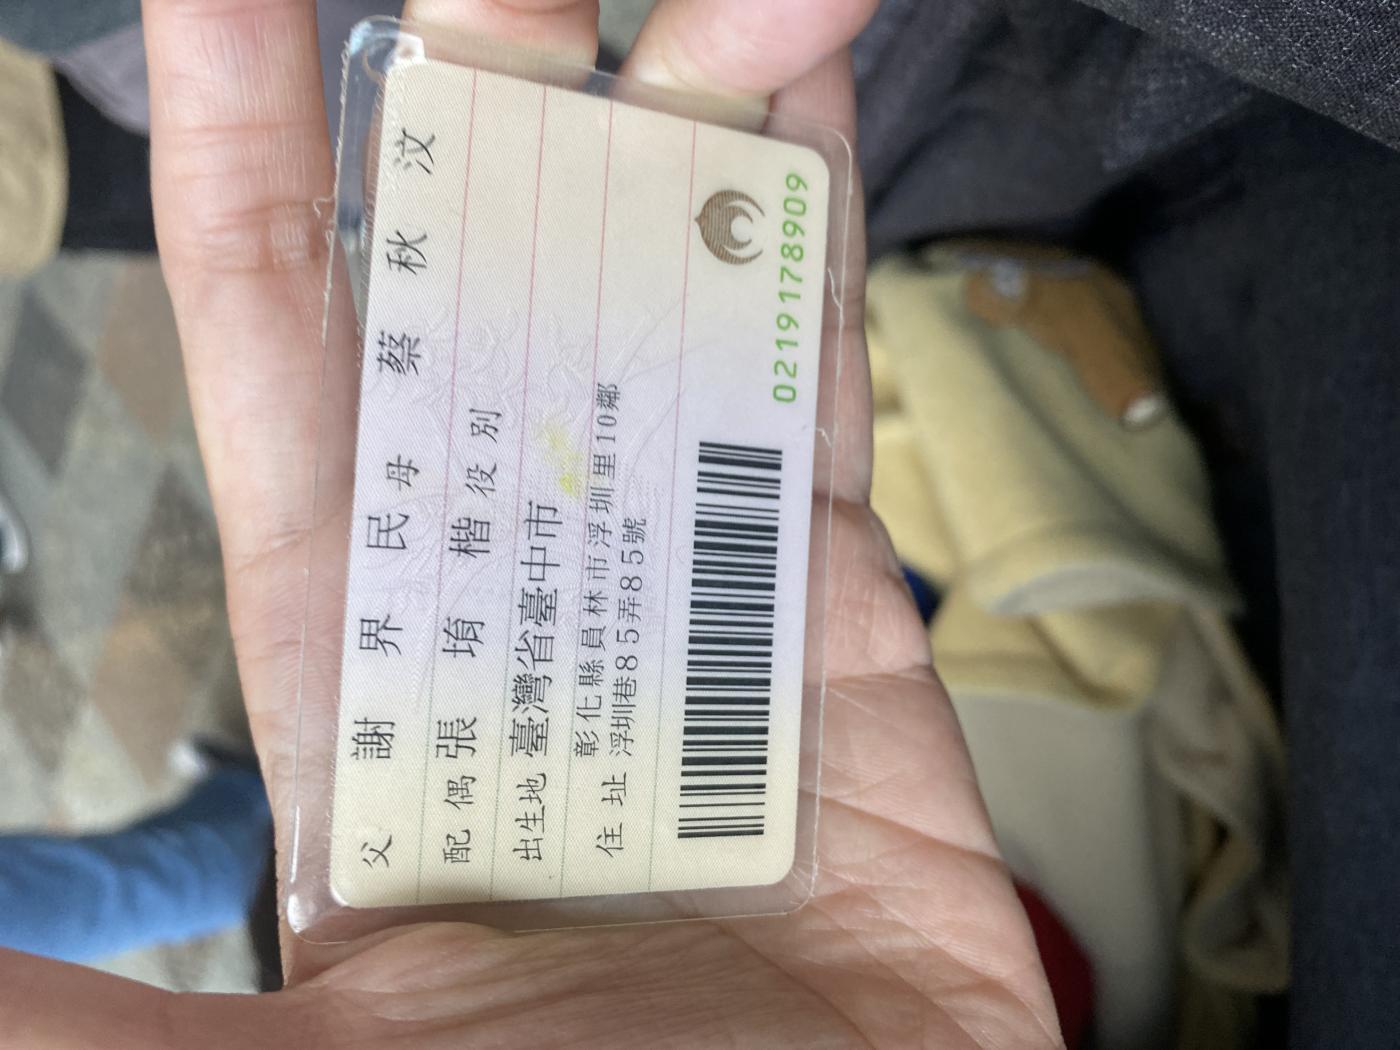 父 謝界民 母 蔡秋汶
配偶 張堉楷 役別
出生地 臺灣省臺中市
住址 彰化縣員林市浮圳里10鄰
浮圳巷85弄85號
0219178909